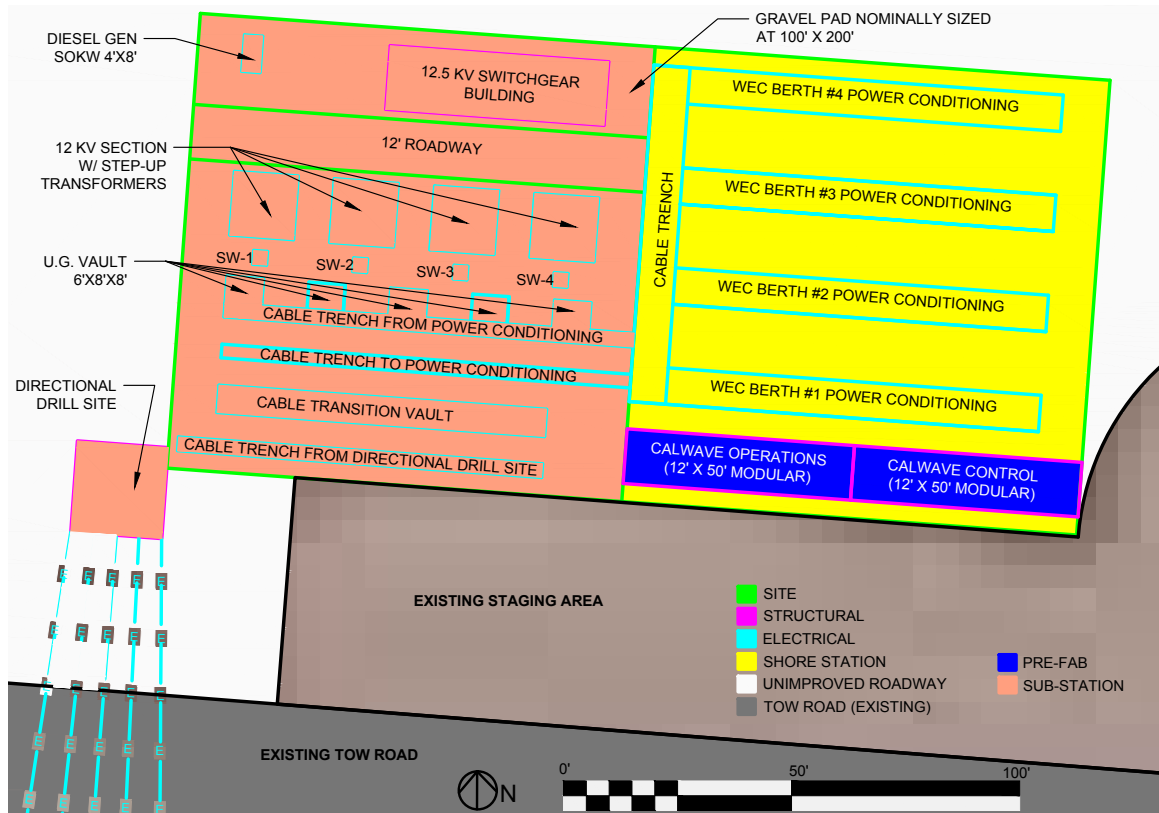 DIESEL GEN
SOKW 4'X8'
GRAVEL PAD NOMINALLY SIZED
AT 100' X 200'
12.5 KV SWITCHGEAR
BUILDING
12' ROADWAY
12 KV SECTION
W/ STEP-UP
TRANSFORMERS
SW-1
SW-2
SW-3
SW-4
U.G. VAULT
6'X8'X8'
CABLE TRENCH FROM POWER CONDITIONING
CABLE TRENCH TO POWER CONDITIONING
CABLE TRANSITION VAULT
CABLE TRENCH FROM DIRECTIONAL DRILL SITE
DIRECTIONAL
DRILL SITE
CABLE TRENCH
WEC BERTH #4 POWER CONDITIONING
WEC BERTH #3 POWER CONDITIONING
WEC BERTH #2 POWER CONDITIONING
WEC BERTH #1 POWER CONDITIONING
CALWAVE OPERATIONS
(12' X 50' MODULAR)
CALWAVE CONTROL
(12' X 50' MODULAR)
E E E E E
E E E E E
E E E E E
E E E E E
E E E E E
EXISTING STAGING AREA
SITE
STRUCTURAL
ELECTRICAL
SHORE STATION
UNIMPROVED ROADWAY
TOW ROAD (EXISTING)
PRE-FAB
SUB-STATION
EXISTING TOW ROAD
N
0' 50' 100'